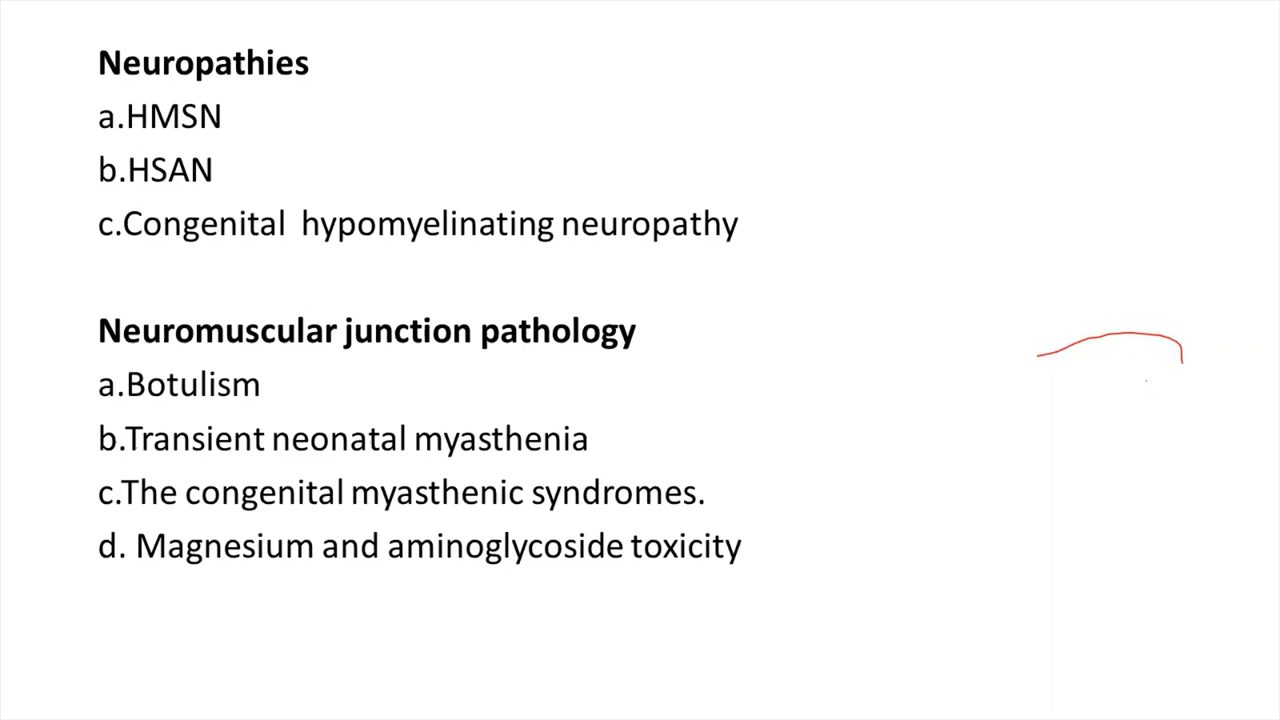 Neuropathies
a.HMSN
b.HSAN
c.Congenital hypomyelinating neuropathy
Neuromuscular junction pathology
a.Botulism
b.Transient neonatal myasthenia
c.The congenital myasthenic syndromes.
d. Magnesium and aminoglycoside toxicity